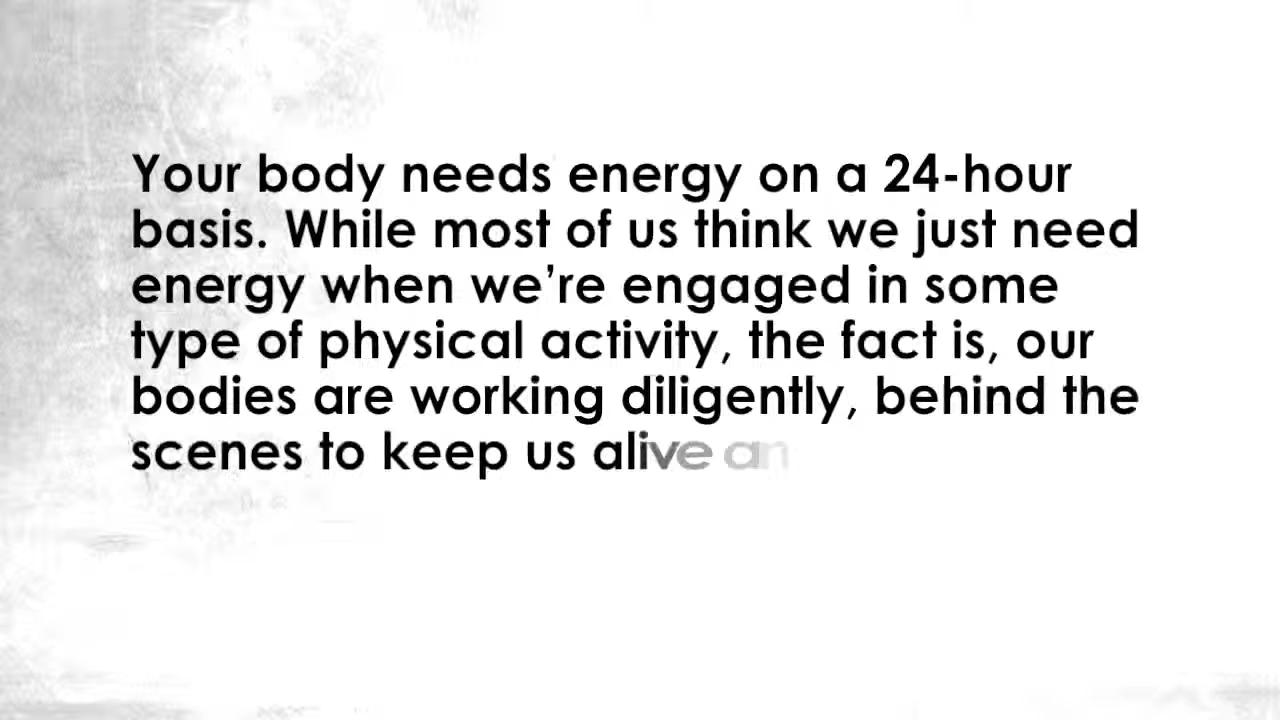 Your body needs energy on a 24-hour
basis. While most of us think we just need
energy when we’re engaged in some
type of physical activity, the fact is, our
bodies are working diligently, behind the
scenes to keep us alive an